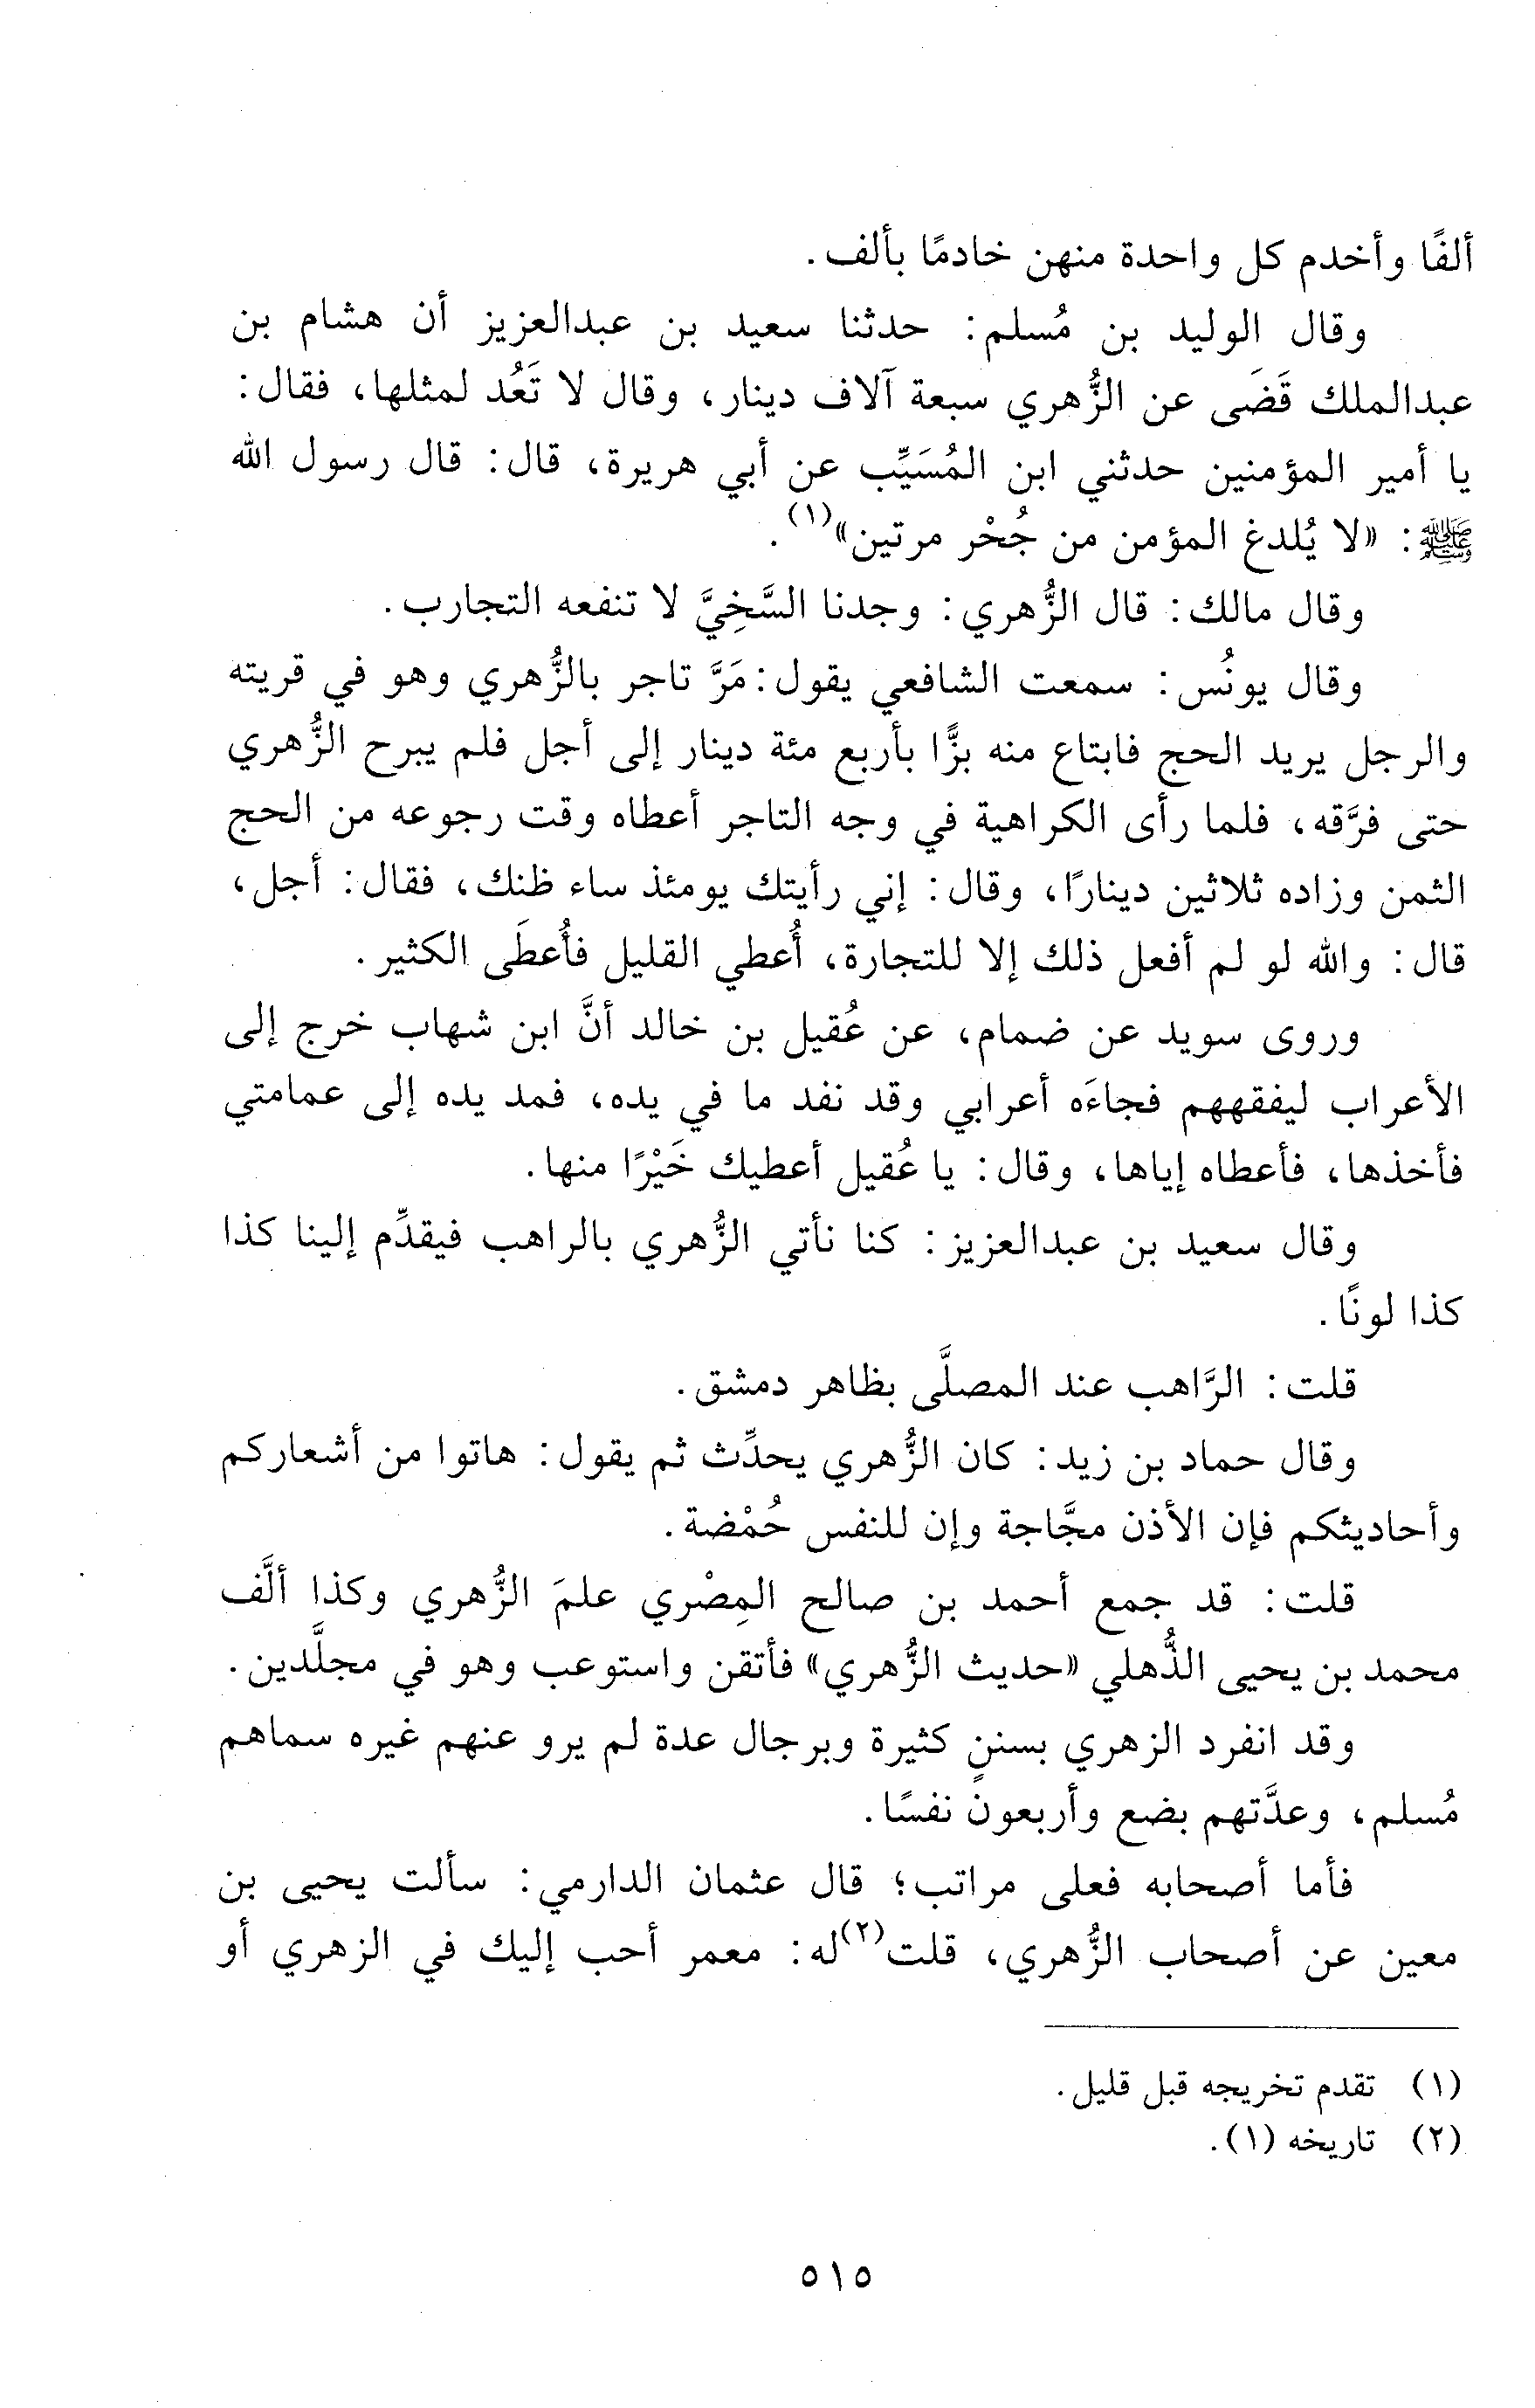 ألفًا وأخدم كل واحدة منهن خادمًا بألف.
وقال الوليد بن مُسلم: حدثنا سعيد بن عبدالعزيز أن هشام بن
عبدالملك قَضَى عن الزُّهري سبعة آلاف دينار، وقال لا تَعُد لمثلها، فقال:
يا أمير المؤمنين حدثني ابن المُسَيِّب عن أبي هريرة، قال: قال رسول الله
ﷺ: «لا يُلدغ المؤمن من جُحْر مرتين»(١).
وقال مالك: قال الزُّهري: وجدنا السَّخِيَّ لا تنفعه التجارب.
وقال يونُس: سمعت الشافعي يقول: مَرَّ تاجر بالزُّهري وهو في قريته
والرجل يريد الحج فابتاع منه بزًّا بأربع مئة دينار إلى أجل فلم يبرح الزُّهري
حتى فرَّقه، فلما رأى الكراهية في وجه التاجر أعطاه وقت رجوعه من الحج
الثمن وزاده ثلاثين دينارًا، وقال: إني رأيتك يومئذ ساء ظنك، فقال: أجل،
قال: والله لو لم أفعل ذلك إلا للتجارة، أُعطي القليل فأُعطَى الكثير.
وروى سويد عن ضمام، عن عُقيل بن خالد أنَّ ابن شهاب خرج إلى
الأعراب ليفقههم فجاءَه أعرابي وقد نفد ما في يده، فمد يده إلى عمامتي
فأخذها، فأعطاه إياها، وقال: يا عُقيل أعطيك خَيْرًا منها.
وقال سعيد بن عبدالعزيز: كنا نأتي الزُّهري بالراهب فيقدِّم إلينا كذا
كذا لونًا.
قلت: الرَّاهب عند المصلَّى بظاهر دمشق.
وقال حماد بن زيد: كان الزُّهري يحدِّث ثم يقول: هاتوا من أشعاركم
وأحاديثكم فإن الأذن مجَّاجة وإن للنفس حُمْضة.
قلت: قد جمع أحمد بن صالح المِصْري علمَ الزُّهري وكذا ألَّف
محمد بن يحيى الذُّهلي «حديث الزُّهري» فأتقن واستوعب وهو في مجلَّدين.
وقد انفرد الزهري بسننٍ كثيرة وبرجال عدة لم يرو عنهم غيره سماهم
مُسلم، وعدَّتهم بضع وأربعون نفسًا.
فأما أصحابه فعلى مراتب؛ قال عثمان الدارمي: سألت يحيى بن
معين عن أصحاب الزُّهري، قلت(٢) له: معمر أحب إليك في الزهري أو
(١) تقدم تخريجه قبل قليل.
(٢) تاريخه (١).
٥١٥